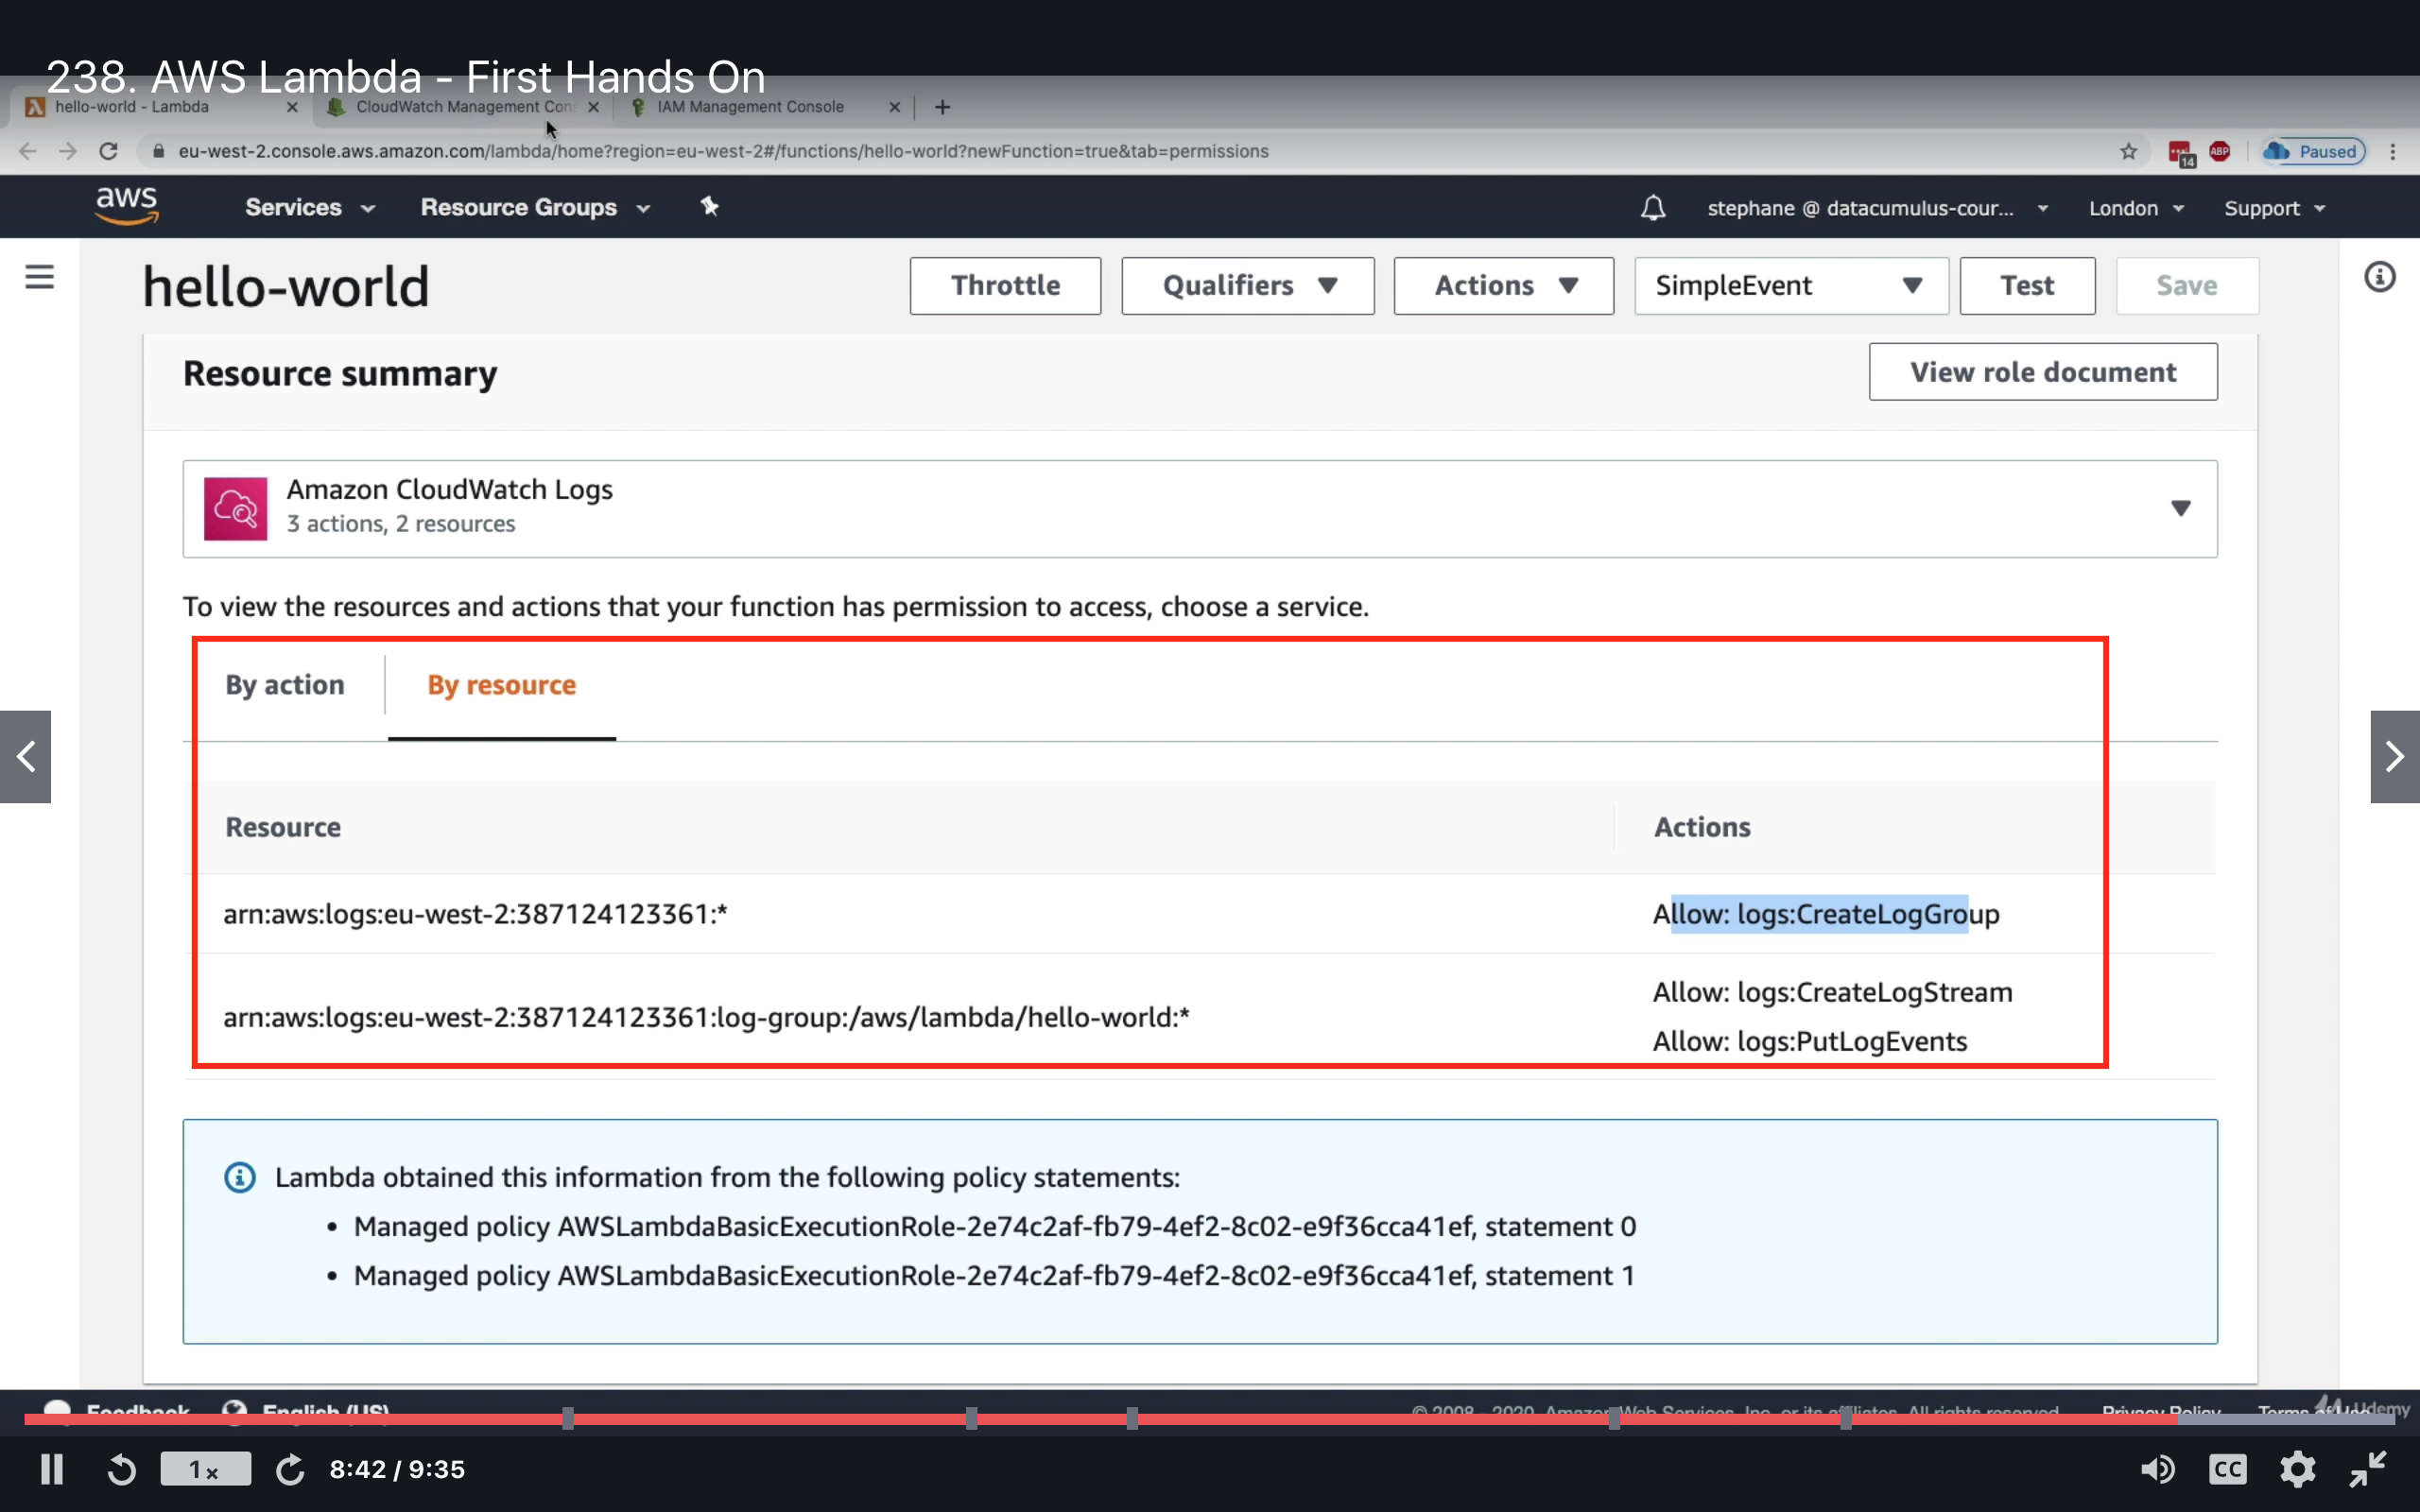 238. AWS Lambda - First Hands On
hello-world - Lambda
CloudWatch Management Con
IAM Management Console
eu-west-2.console.aws.amazon.com/lambda/home?region=eu-west-2#/functions/hello-world?newFunction=true&tab=permissions
14
ABP
Paused
aws
Services
Resource Groups
stephane @ datacumulus-cour...
London
Support
hello-world
Throttle
Qualifiers
Actions
SimpleEvent
Test
Save
Resource summary
View role document
Amazon CloudWatch Logs
3 actions, 2 resources
To view the resources and actions that your function has permission to access, choose a service.
By action
By resource
Resource
Actions
arn:aws:logs:eu-west-2:387124123361:*
Allow: logs:CreateLogGroup
arn:aws:logs:eu-west-2:387124123361:log-group:/aws/lambda/hello-world:*
Allow: logs:CreateLogStream
Allow: logs:PutLogEvents
Lambda obtained this information from the following policy statements:
• Managed policy AWSLambdaBasicExecutionRole-2e74c2af-fb79-4ef2-8c02-e9f36cca41ef, statement 0
• Managed policy AWSLambdaBasicExecutionRole-2e74c2af-fb79-4ef2-8c02-e9f36cca41ef, statement 1
Feedback
English (US)
© 2008 - 2020, Amazon Web Services, Inc. or its affiliates. All rights reserved.
Privacy Policy
Terms of Use
Udemy
1x
8:42 / 9:35
CC